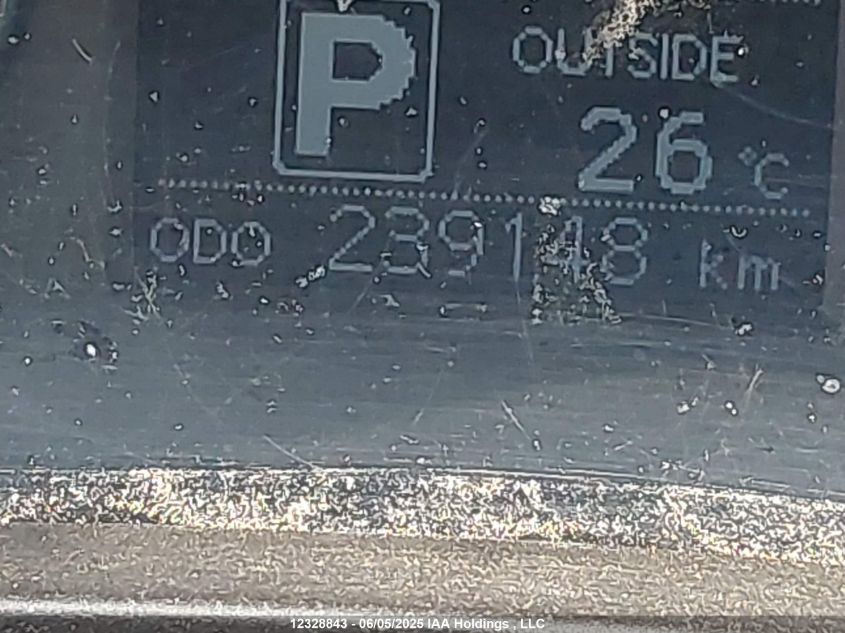 P
OUTSIDE
26 °C
ODO 239148 km
12328843 - 06/05/2025 IAA Holdings , LLC